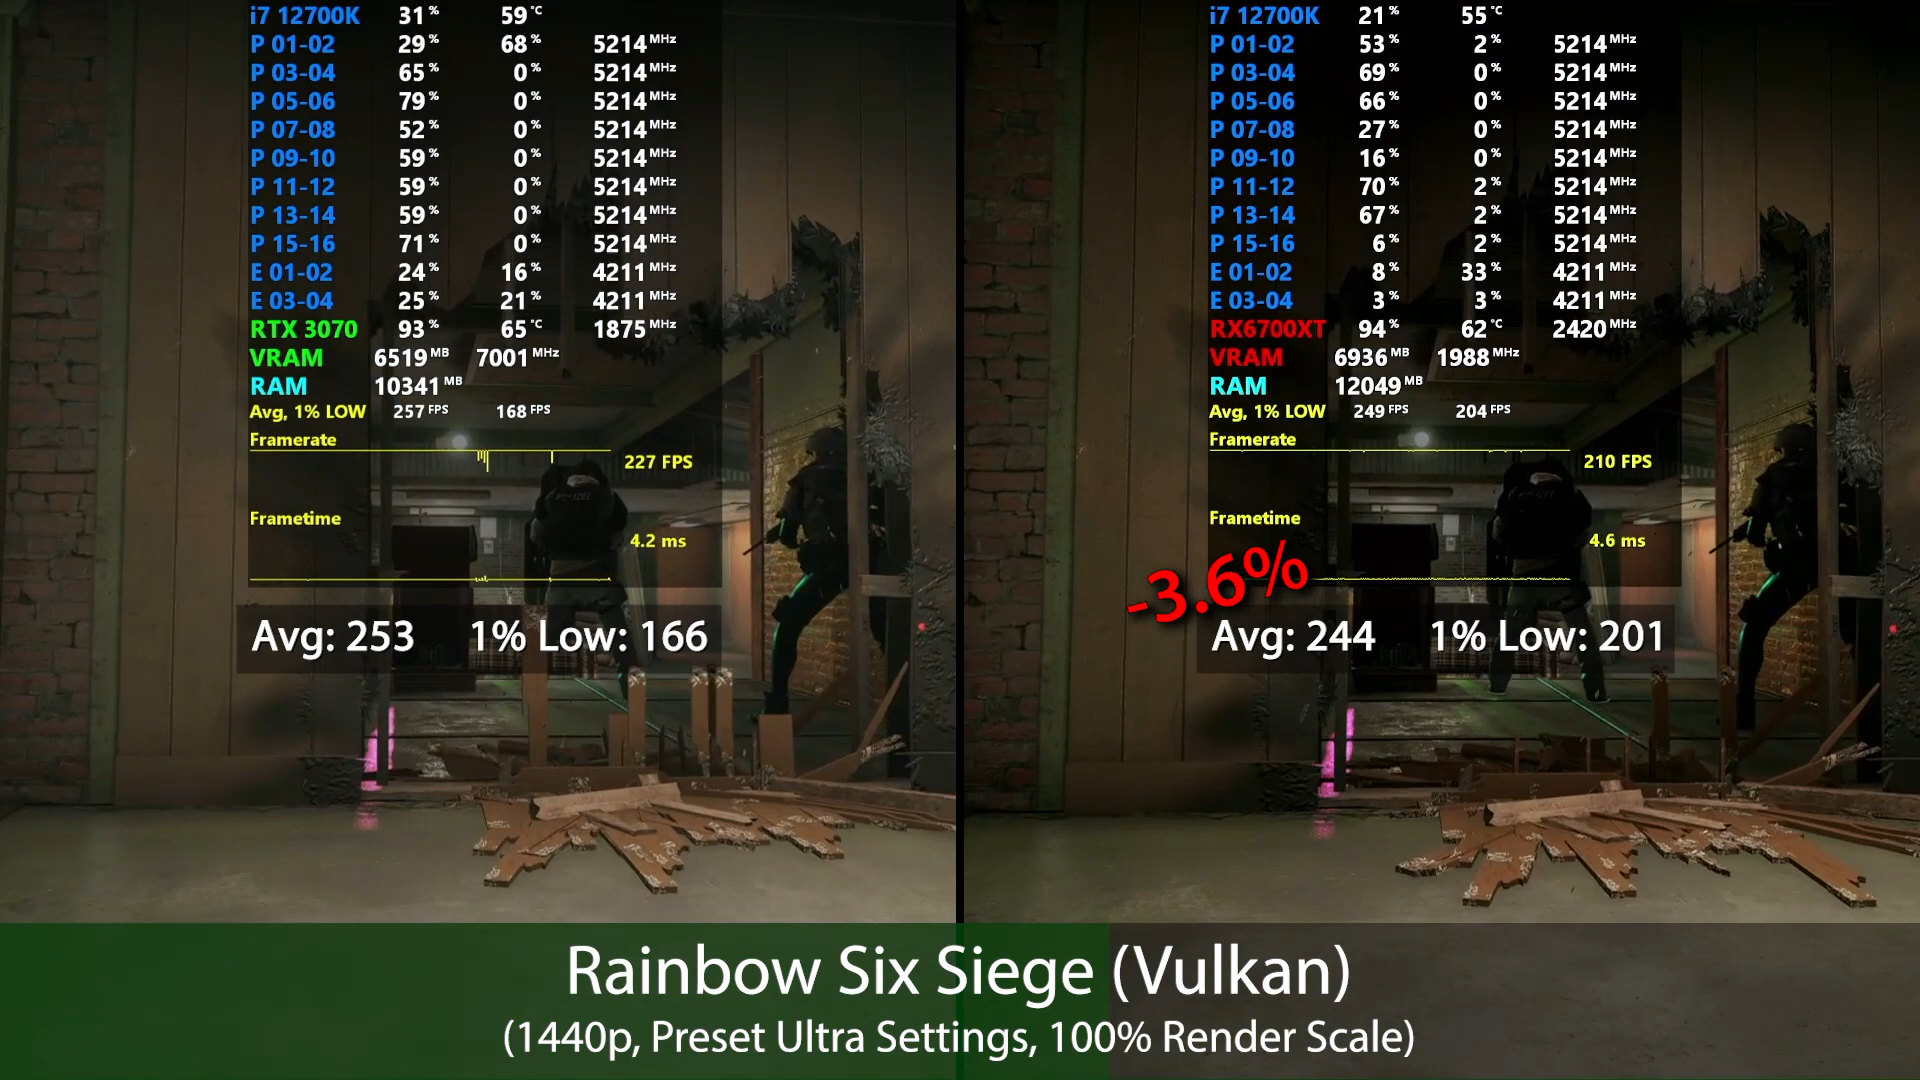 i7 12700K 31% 59°C
P 01-02 29% 68% 5214MHz
P 03-04 65% 0% 5214MHz
P 05-06 79% 0% 5214MHz
P 07-08 52% 0% 5214MHz
P 09-10 59% 0% 5214MHz
P 11-12 59% 0% 5214MHz
P 13-14 59% 0% 5214MHz
P 15-16 71% 0% 5214MHz
E 01-02 24% 16% 4211MHz
E 03-04 25% 21% 4211MHz
RTX 3070 93% 65°C 1875MHz
VRAM 6519MB 7001MHz
RAM 10341MB
Avg, 1% LOW 257FPS 168FPS
Framerate
227 FPS
Frametime
4.2 ms
Avg: 253 1% Low: 166
i7 12700K 21% 55°C
P 01-02 53% 2% 5214MHz
P 03-04 69% 0% 5214MHz
P 05-06 66% 0% 5214MHz
P 07-08 27% 0% 5214MHz
P 09-10 16% 0% 5214MHz
P 11-12 70% 2% 5214MHz
P 13-14 67% 2% 5214MHz
P 15-16 6% 2% 5214MHz
E 01-02 8% 33% 4211MHz
E 03-04 3% 3% 4211MHz
RX6700XT 94% 62°C 2420MHz
VRAM 6936MB 1988MHz
RAM 12049MB
Avg, 1% LOW 249FPS 204FPS
Framerate
210 FPS
Frametime
4.6 ms
-3.6%
Avg: 244 1% Low: 201
Rainbow Six Siege (Vulkan)
(1440p, Preset Ultra Settings, 100% Render Scale)